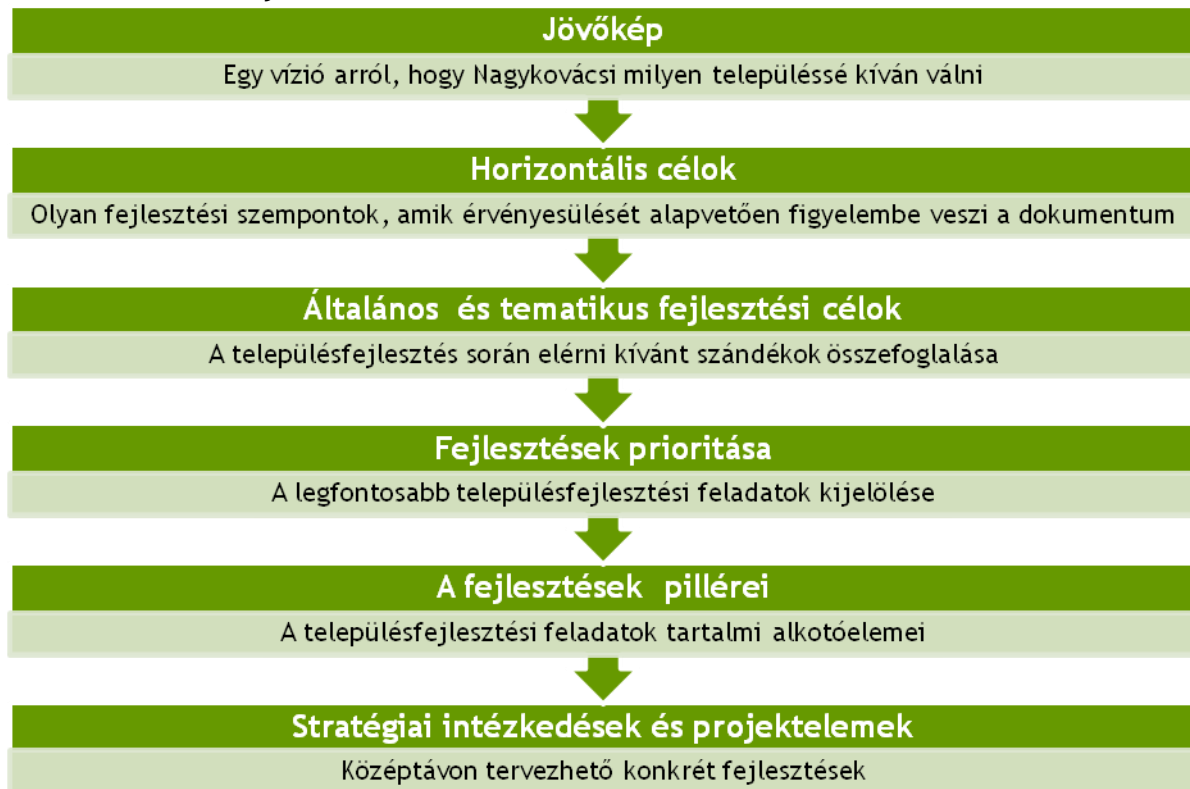 Jövőkép
Egy vízió arról, hogy Nagykovácsi milyen településsé kíván válni
Horizontális célok
Olyan fejlesztési szempontok, amik érvényesülését alapvetően figyelembe veszi a dokumentum
Általános és tematikus fejlesztési célok
A településfejlesztés során elérni kívánt szándékok összefoglalása
Fejlesztések prioritása
A legfontosabb településfejlesztési feladatok kijelölése
A fejlesztések pillérei
A településfejlesztési feladatok tartalmi alkotóelemei
Stratégiai intézkedések és projektelemek
Középtávon tervezhető konkrét fejlesztések